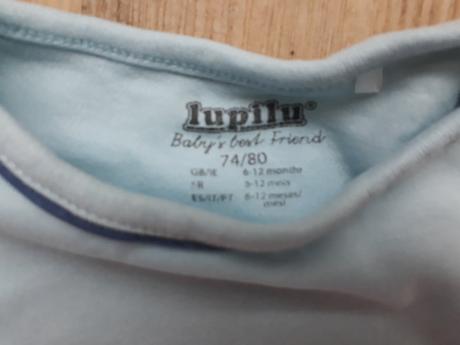 lupilu®
Baby's best Friend
74/80
GB/IE 6-12 months
FR 6-12 mois
ES/IT/PT 6-12 meses/
mesi